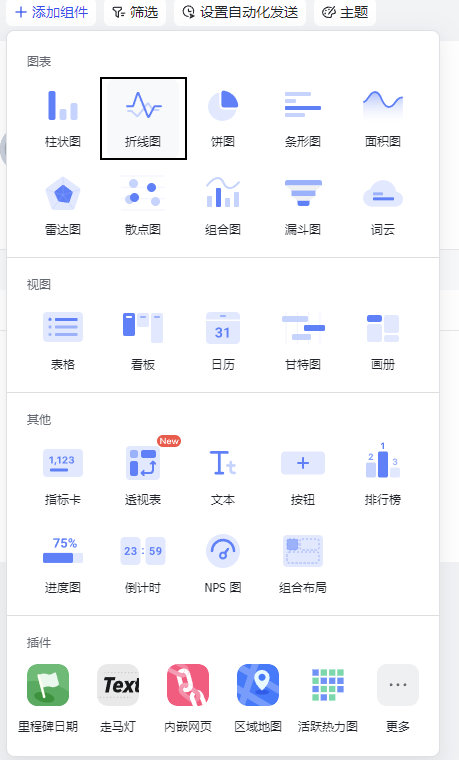 添加组件 筛选 设置自动化发送 主题
图表
柱状图 折线图 饼图 条形图 面积图
雷达图 散点图 组合图 漏斗图 词云
视图
31
表格 看板 日历 甘特图 画册
其他
New
1,123 Tt 1 2 3
指标卡 透视表 文本 按钮 排行榜
75% 23 : 59
进度图 倒计时 NPS 图 组合布局
插件
Text
里程碑日期 走马灯 内嵌网页 区域地图 活跃热力图 更多